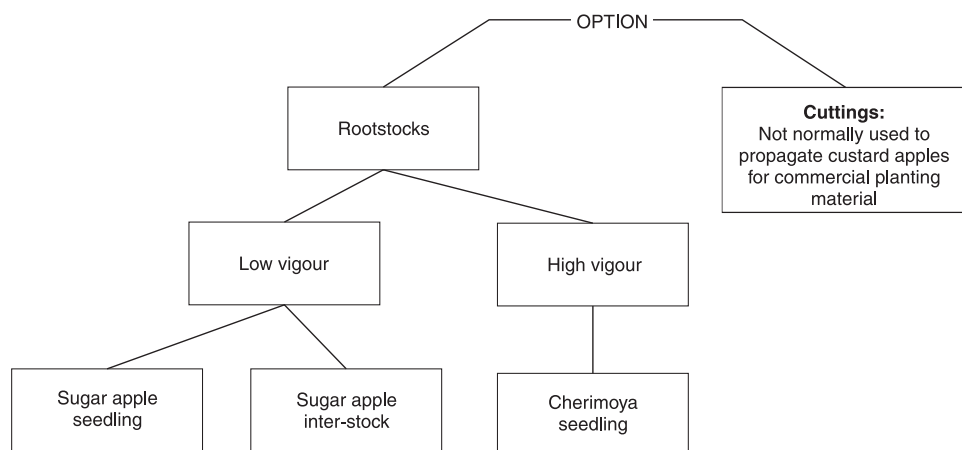 OPTION
Rootstocks
Cuttings:
Not normally used to
propagate custard apples
for commercial planting
material
Low vigour
High vigour
Sugar apple
seedling
Sugar apple
inter-stock
Cherimoya
seedling